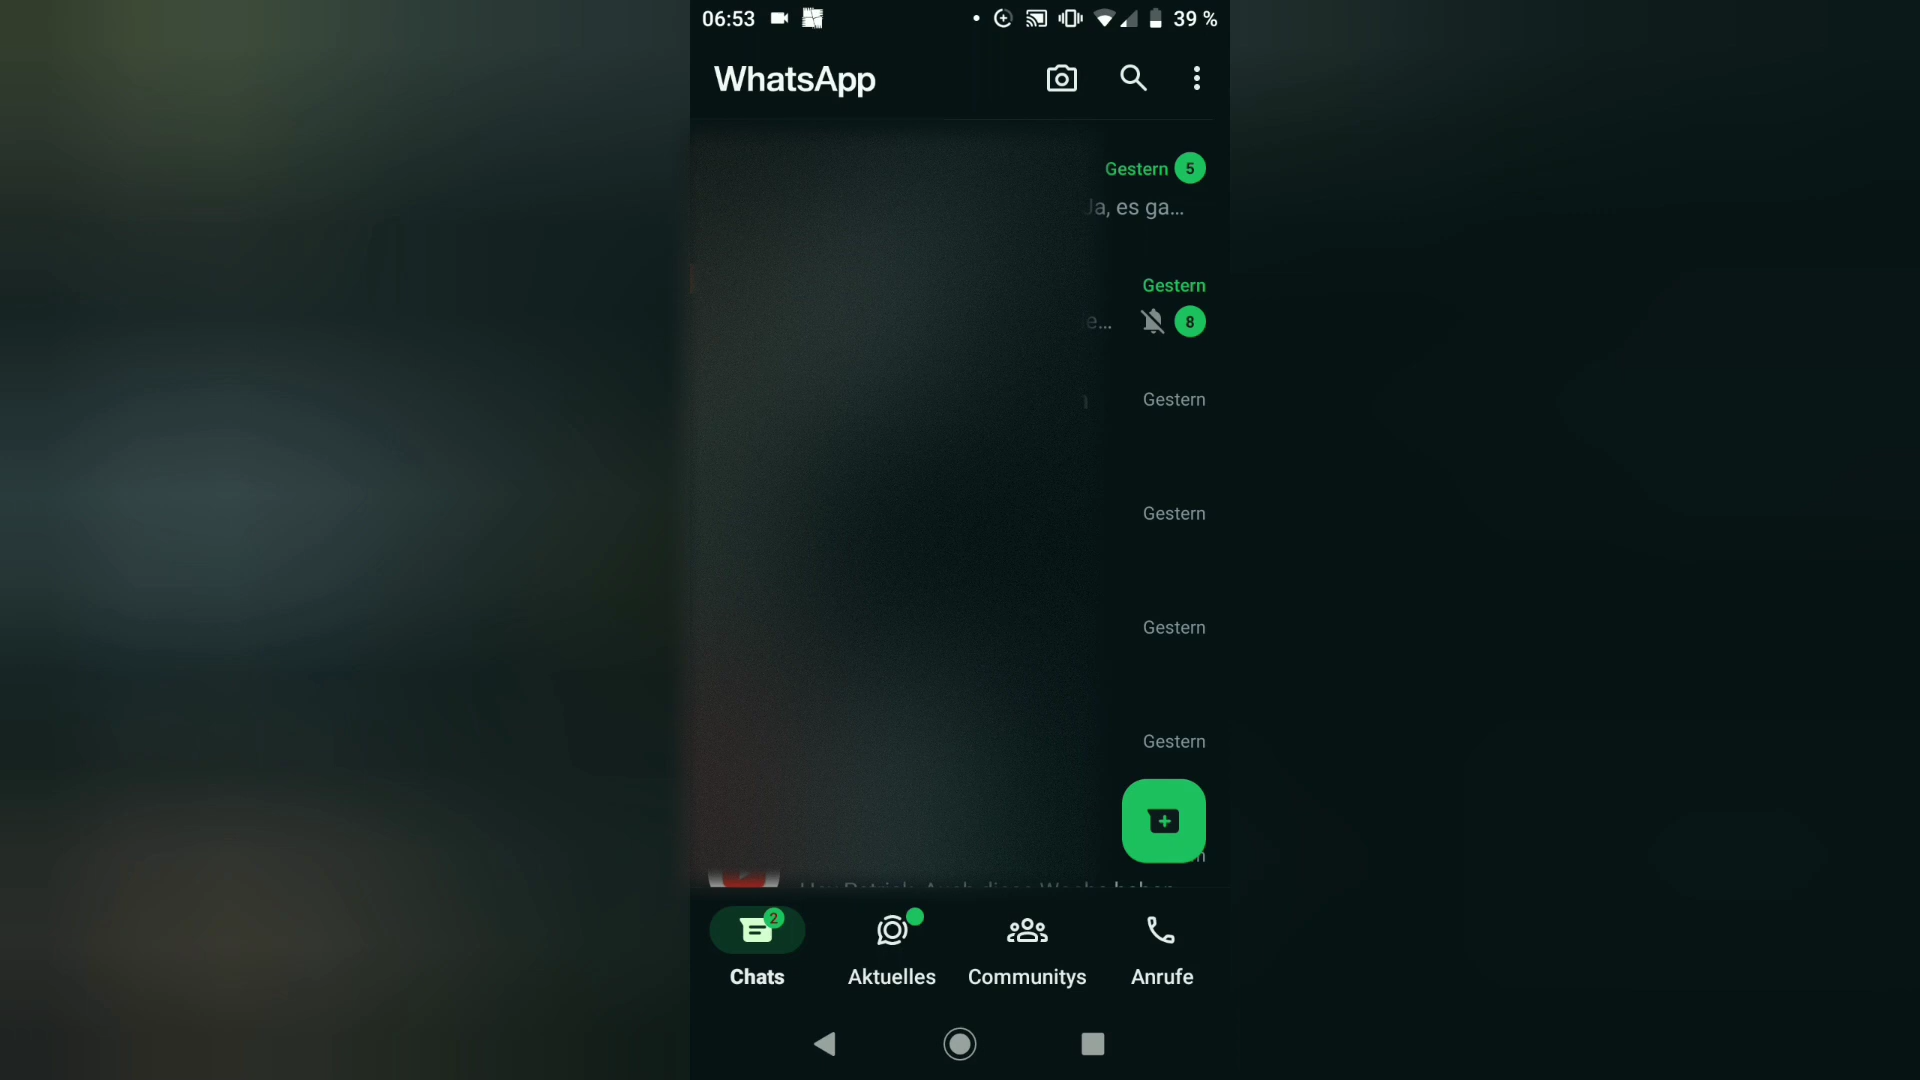 06:53 39 %
WhatsApp
Gestern 5
Ja, es ga...
Gestern
e... 8
Gestern
Gestern
Gestern
Gestern
2
Chats Aktuelles Communitys Anrufe